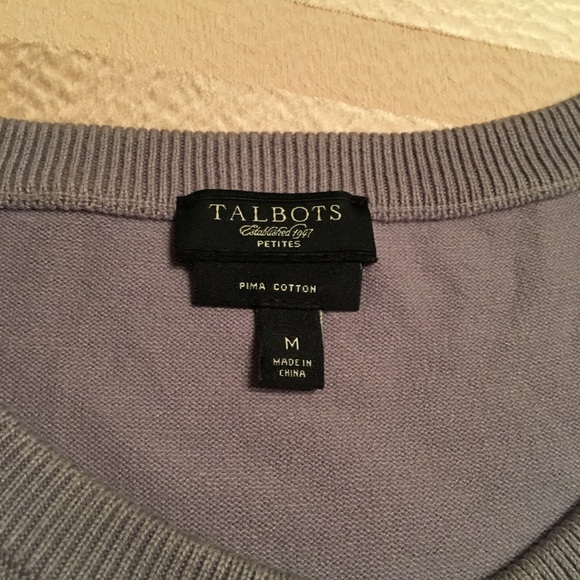 TALBOTS
Established 1947
PETITES
PIMA COTTON
M
MADE IN
CHINA